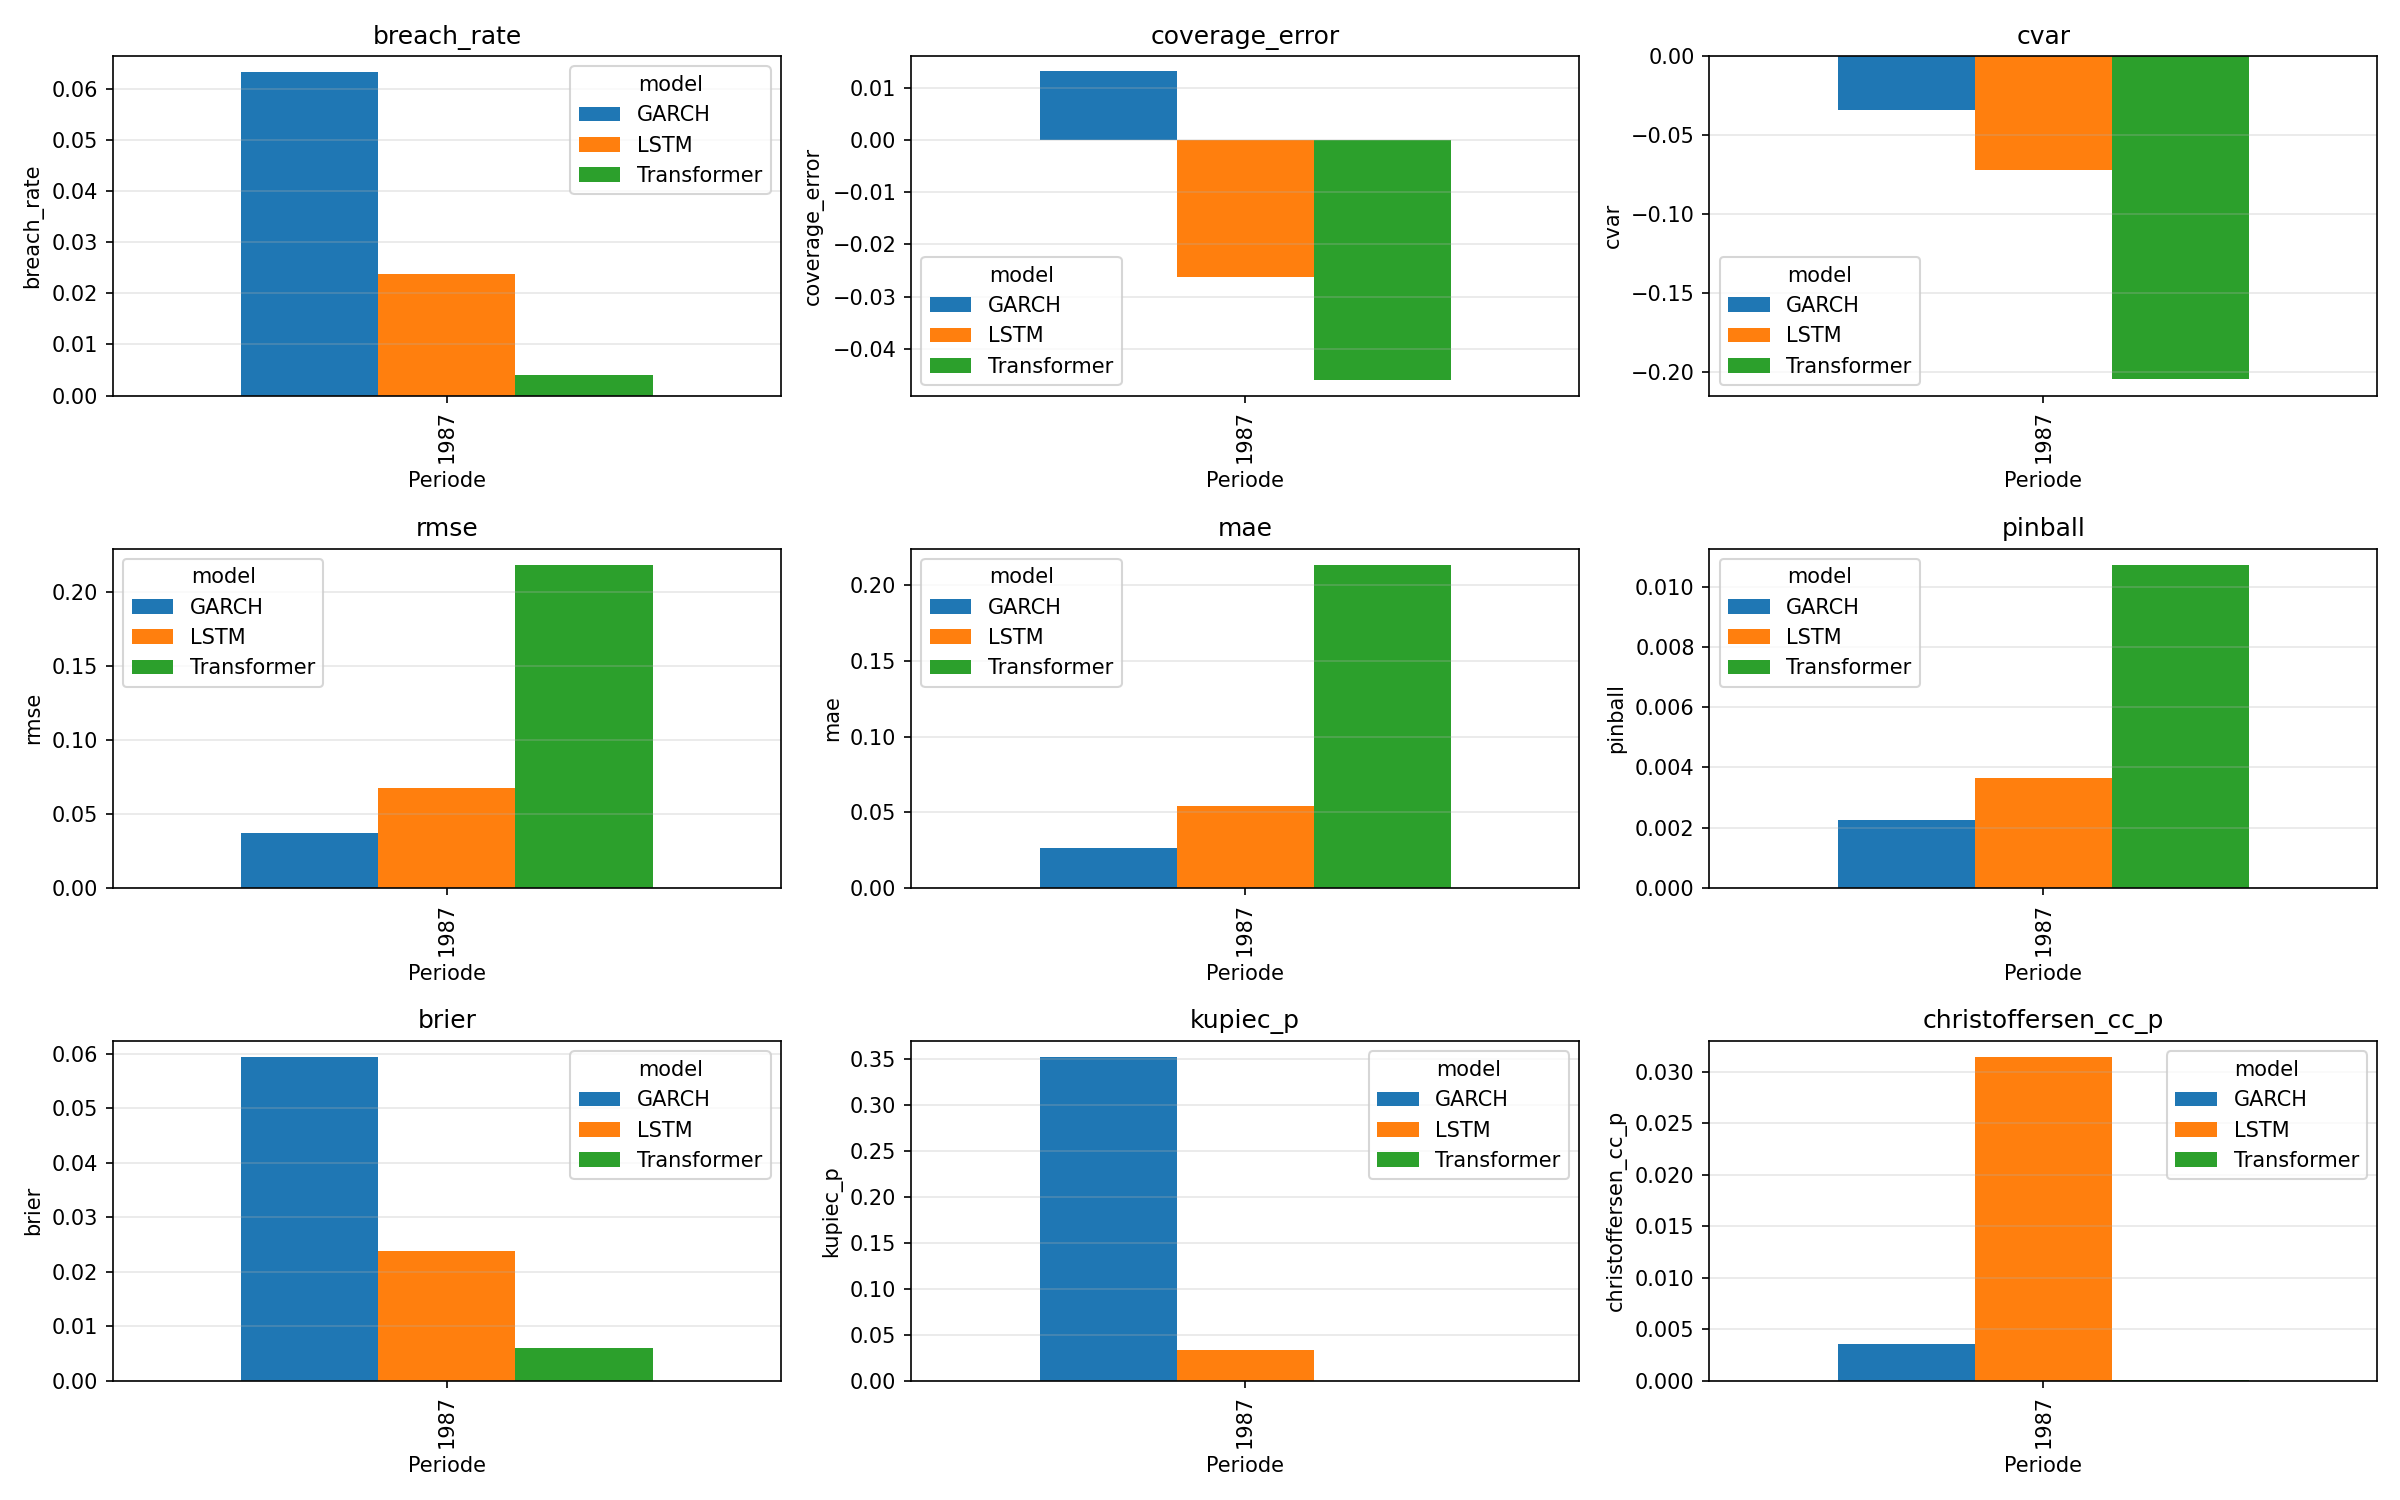 breach_rate
breach_rate
0.06
0.05
0.04
0.03
0.02
0.01
0.00
model
GARCH
LSTM
Transformer
1987
Periode
coverage_error
coverage_error
0.01
0.00
−0.01
−0.02
−0.03
−0.04
model
GARCH
LSTM
Transformer
1987
Periode
cvar
cvar
0.00
−0.05
−0.10
−0.15
−0.20
model
GARCH
LSTM
Transformer
1987
Periode
rmse
rmse
0.20
0.15
0.10
0.05
0.00
model
GARCH
LSTM
Transformer
1987
Periode
mae
mae
0.20
0.15
0.10
0.05
0.00
model
GARCH
LSTM
Transformer
1987
Periode
pinball
pinball
0.010
0.008
0.006
0.004
0.002
0.000
model
GARCH
LSTM
Transformer
1987
Periode
brier
brier
0.06
0.05
0.04
0.03
0.02
0.01
0.00
model
GARCH
LSTM
Transformer
1987
Periode
kupiec_p
kupiec_p
0.35
0.30
0.25
0.20
0.15
0.10
0.05
0.00
model
GARCH
LSTM
Transformer
1987
Periode
christoffersen_cc_p
christoffersen_cc_p
0.030
0.025
0.020
0.015
0.010
0.005
0.000
model
GARCH
LSTM
Transformer
1987
Periode